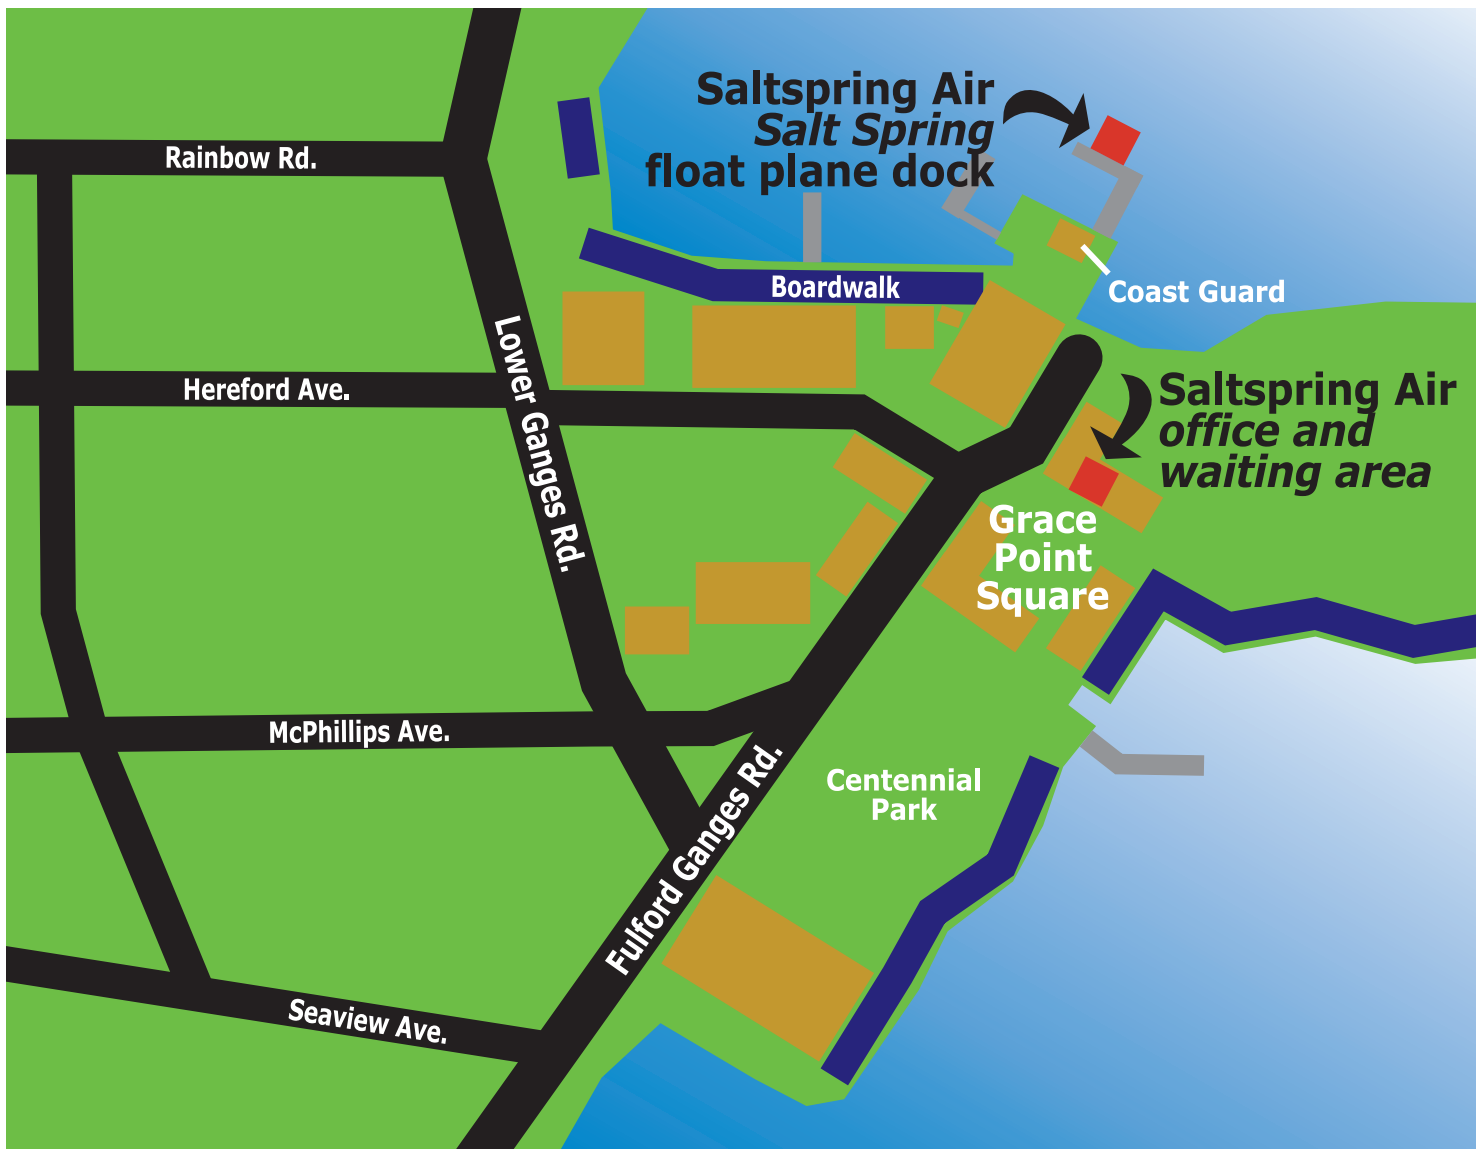 Saltspring Air
Salt Spring
float plane dock
Rainbow Rd.
Boardwalk
Coast Guard
Lower Ganges Rd.
Hereford Ave.
Saltspring Air
office and
waiting area
Grace
Point
Square
McPhillips Ave.
Centennial
Park
Fulford Ganges Rd.
Seaview Ave.